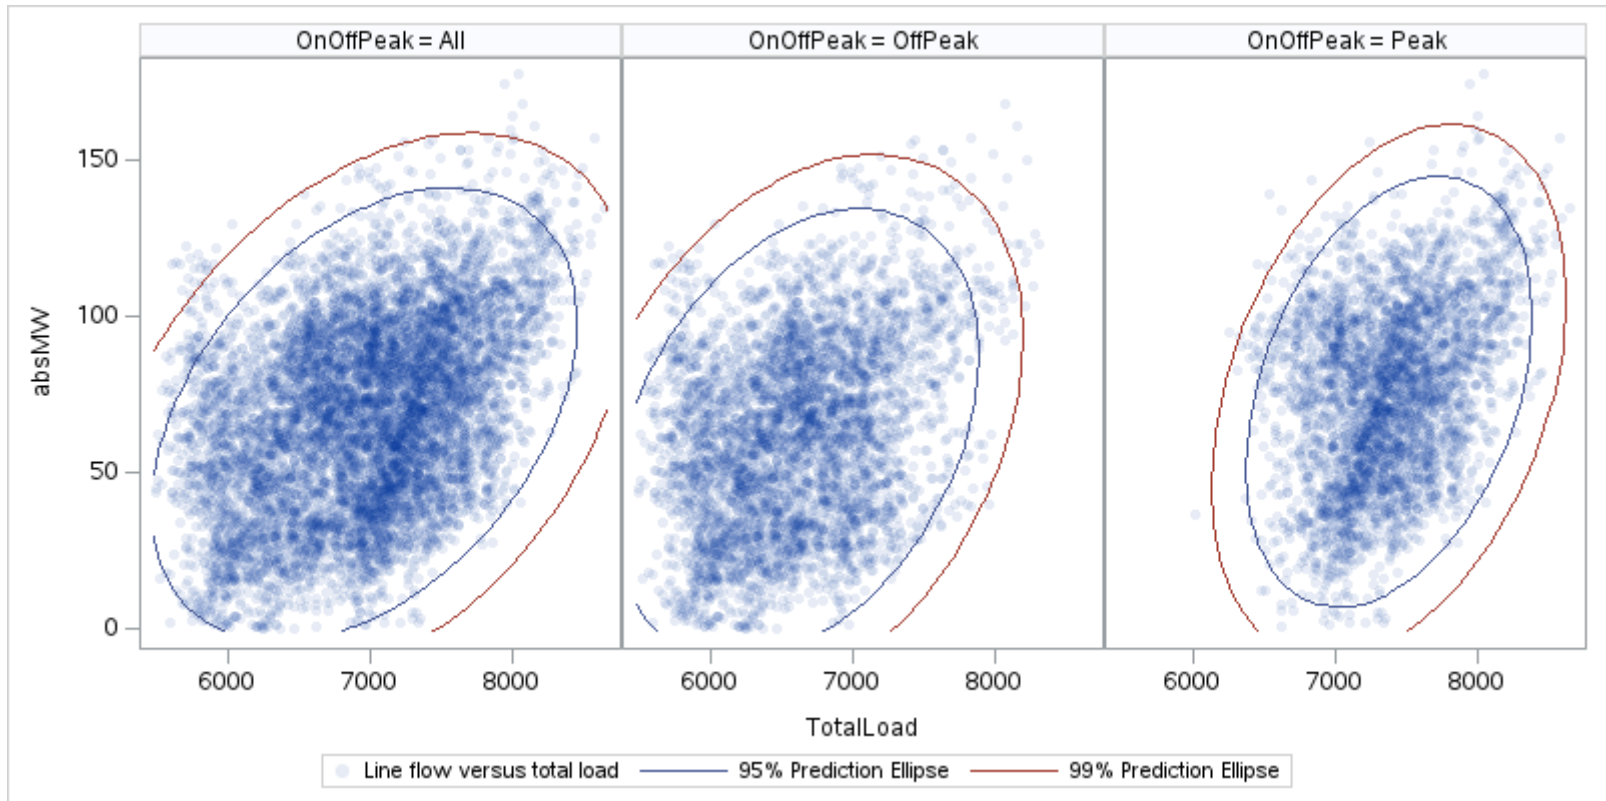 OnOffPeak = All
OnOffPeak = OffPeak
OnOffPeak = Peak
absMW
150
100
50
0
6000 7000 8000
6000 7000 8000
6000 7000 8000
TotalLoad
Line flow versus total load
95% Prediction Ellipse
99% Prediction Ellipse